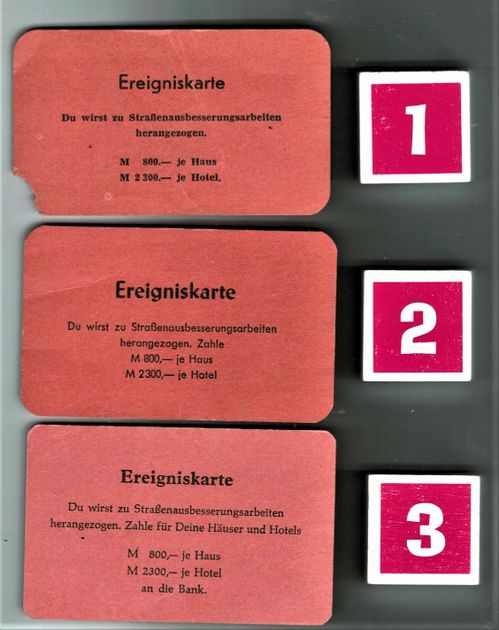 Ereigniskarte
Du wirst zu Straßenausbesserungsarbeiten
herangezogen.
M 800.— je Haus
M 2 300.— je Hotel.
1
Ereigniskarte
Du wirst zu Straßenausbesserungsarbeiten
herangezogen. Zahle
M 800,— je Haus
M 2300,— je Hotel
2
Ereigniskarte
Du wirst zu Straßenausbesserungsarbeiten
herangezogen. Zahle für Deine Häuser und Hotels
M 800,— je Haus
M 2300,— je Hotel
an die Bank.
3